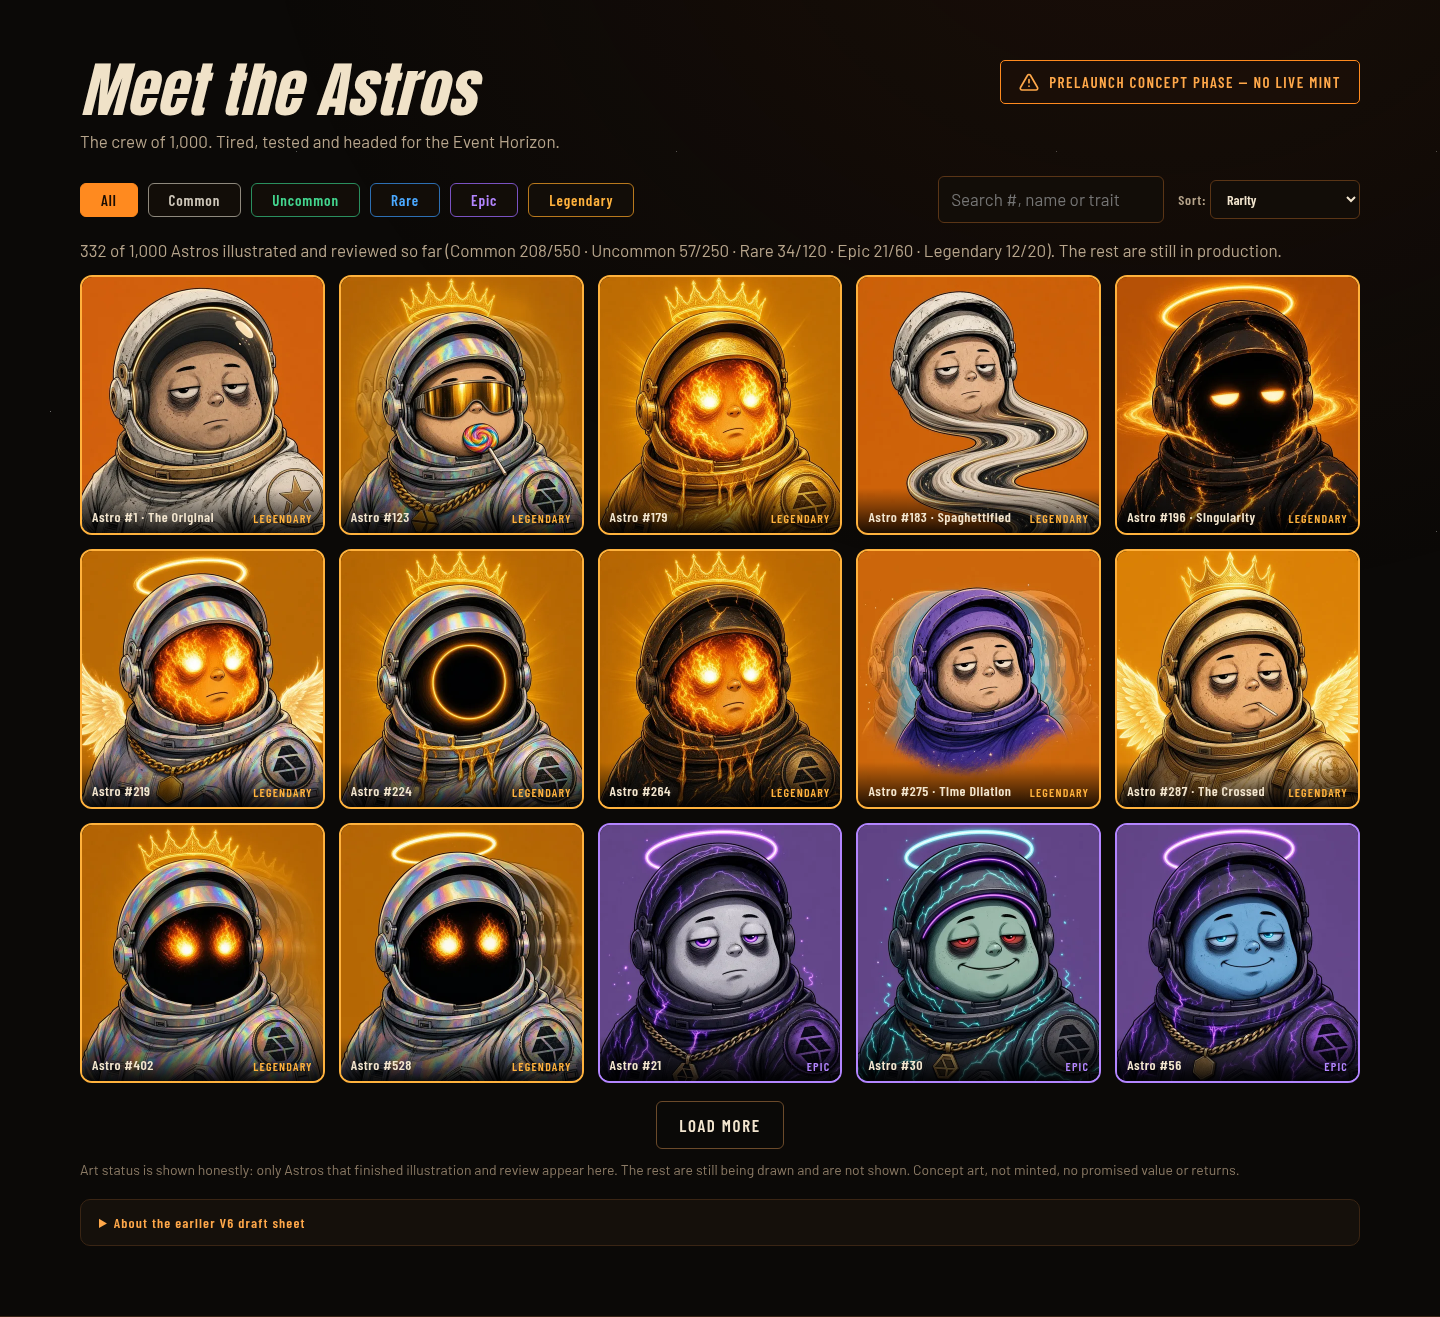 Meet the Astros
PRELAUNCH CONCEPT PHASE — NO LIVE MINT
The crew of 1,000. Tired, tested and headed for the Event Horizon.
All
Common
Uncommon
Rare
Epic
Legendary
Search #, name or trait
Sort:
Rarity
332 of 1,000 Astros illustrated and reviewed so far (Common 208/550 · Uncommon 57/250 · Rare 34/120 · Epic 21/60 · Legendary 12/20). The rest are still in production.
Astro #1 · The Original
LEGENDARY
Astro #123
LEGENDARY
Astro #179
LEGENDARY
Astro #183 · Spaghettified
LEGENDARY
Astro #196 · Singularity
LEGENDARY
Astro #219
LEGENDARY
Astro #224
LEGENDARY
Astro #264
LEGENDARY
Astro #275 · Time Dilation
LEGENDARY
Astro #287 · The Crossed
LEGENDARY
Astro #402
LEGENDARY
Astro #528
LEGENDARY
Astro #21
EPIC
Astro #30
EPIC
Astro #56
EPIC
LOAD MORE
Art status is shown honestly: only Astros that finished illustration and review appear here. The rest are still being drawn and are not shown. Concept art, not minted, no promised value or returns.
About the earlier V6 draft sheet